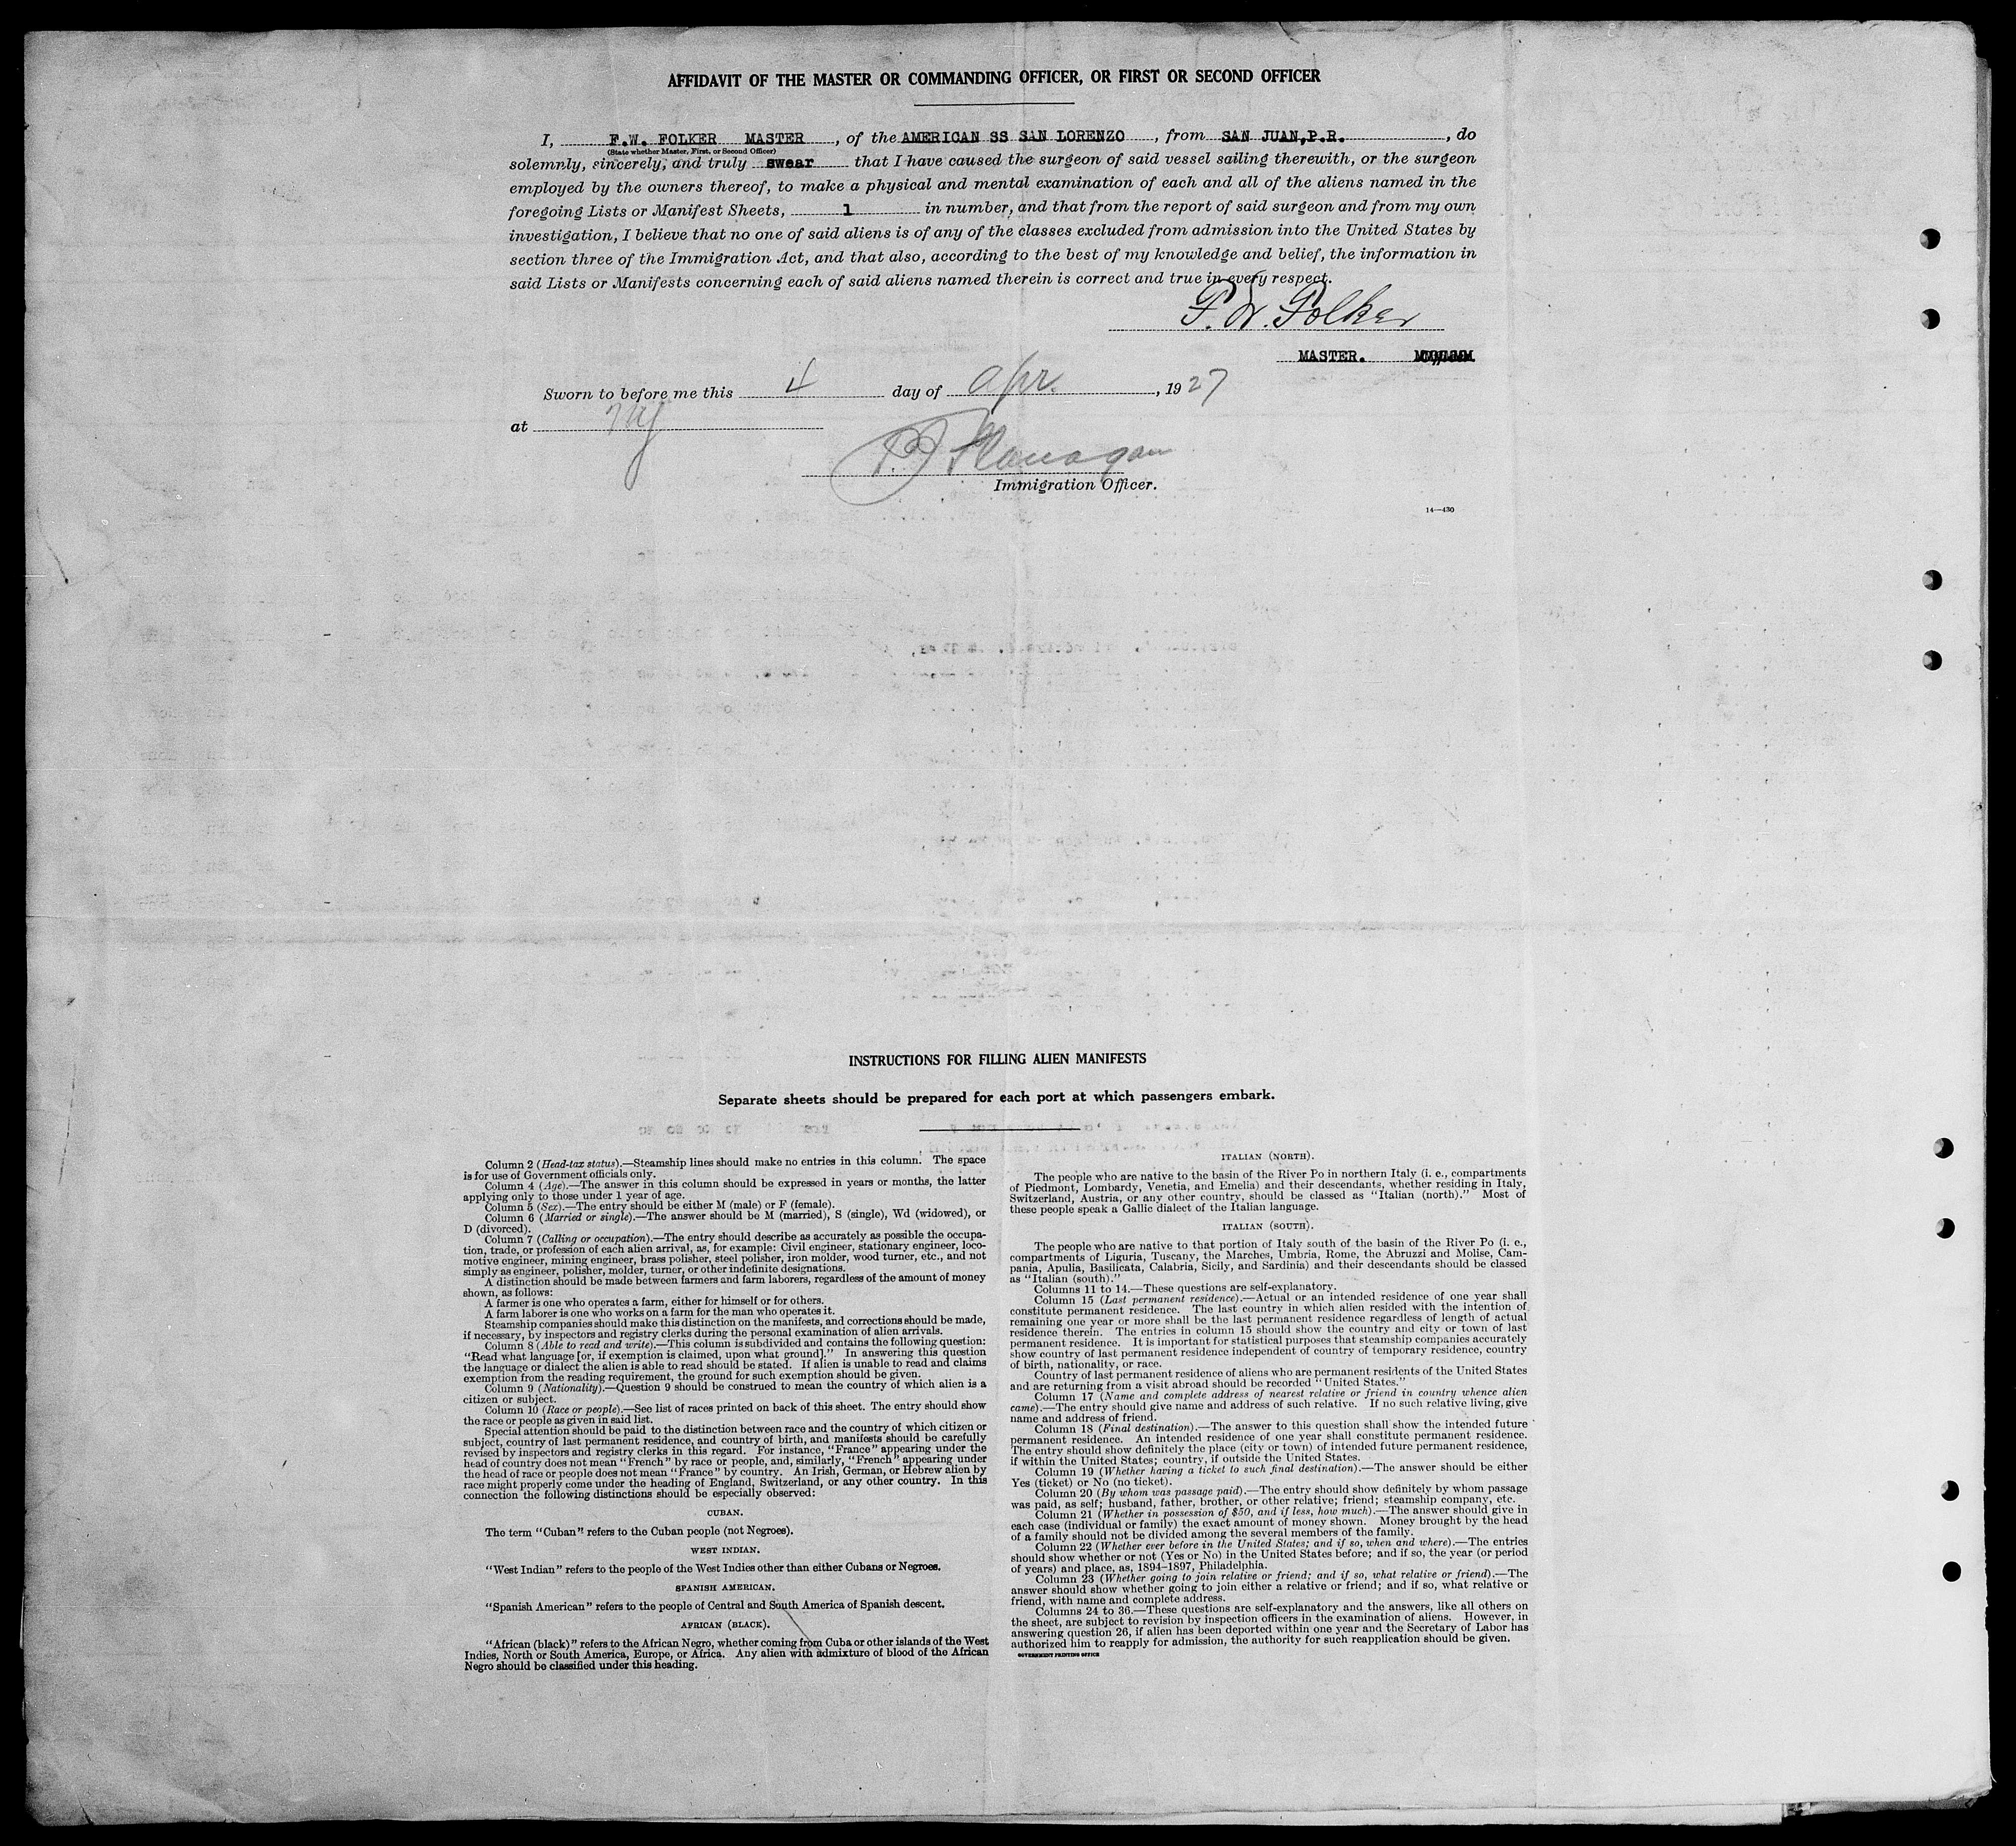 AFFIDAVIT OF THE MASTER OR COMMANDING OFFICER, OR FIRST OR SECOND OFFICER
I, F.W. FOLKER MASTER, of the AMERICAN SS SAN LORENZO, from SAN JUAN, P.R., do
(State whether Master, First, or Second Officer)
solemnly, sincerely, and truly swear that I have caused the surgeon of said vessel sailing therewith, or the surgeon
employed by the owners thereof, to make a physical and mental examination of each and all of the aliens named in the
foregoing Lists or Manifest Sheets, 1 in number, and that from the report of said surgeon and from my own
investigation, I believe that no one of said aliens is of any of the classes excluded from admission into the United States by
section three of the Immigration Act, and that also, according to the best of my knowledge and belief, the information in
said Lists or Manifests concerning each of said aliens named therein is correct and true in every respect.
F. W. Folker
MASTER.
Sworn to before me this 4 day of Apr., 1927
at NY
Flanagan
Immigration Officer.
14—430
INSTRUCTIONS FOR FILLING ALIEN MANIFESTS
Separate sheets should be prepared for each port at which passengers embark.
Column 2 (Head-tax status).—Steamship lines should make no entries in this column. The space
is for use of Government officials only.
Column 4 (Age).—The answer in this column should be expressed in years or months, the latter
applying only to those under 1 year of age.
Column 5 (Sex).—The entry should be either M (male) or F (female).
Column 6 (Married or single).—The answer should be M (married), S (single), Wd (widowed), or
D (divorced).
Column 7 (Calling or occupation).—The entry should describe as accurately as possible the occupa-
tion, trade, or profession of each alien arrival, as, for example: Civil engineer, stationary engineer, loco-
motive engineer, mining engineer, brass polisher, steel polisher, iron molder, wood turner, etc., and not
simply as engineer, polisher, molder, turner, or other indefinite designations.
A distinction should be made between farmers and farm laborers, regardless of the amount of money
shown, as follows:
A farmer is one who operates a farm, either for himself or for others.
A farm laborer is one who works on a farm for the man who operates it.
Steamship companies should make this distinction on the manifests, and corrections should be made,
if necessary, by inspectors and registry clerks during the personal examination of alien arrivals.
Column 8 (Able to read and write).—This column is subdivided and contains the following question:
"Read what language [or, if exemption is claimed, upon what ground]." In answering this question
the language or dialect the alien is able to read should be stated. If alien is unable to read and claims
exemption from the reading requirement, the ground for such exemption should be given.
Column 9 (Nationality).—Question 9 should be construed to mean the country of which alien is a
citizen or subject.
Column 10 (Race or people).—See list of races printed on back of this sheet. The entry should show
the race or people as given in said list.
Special attention should be paid to the distinction between race and the country of which citizen or
subject, country of last permanent residence, and country of birth, and manifests should be carefully
revised by inspectors and registry clerks in this regard. For instance, "France" appearing under the
head of country does not mean "French" by race or people, and, similarly, "French" appearing under
the head of race or people does not mean "France" by country. An Irish, German, or Hebrew alien by
race might properly come under the heading of England, Switzerland, or any other country. In this
connection the following distinctions should be especially observed:
CUBAN.
The term "Cuban" refers to the Cuban people (not Negroes).
WEST INDIAN.
"West Indian" refers to the people of the West Indies other than either Cubans or Negroes.
SPANISH AMERICAN.
"Spanish American" refers to the people of Central and South America of Spanish descent.
AFRICAN (BLACK).
"African (black)" refers to the African Negro, whether coming from Cuba or other islands of the West
Indies, North or South America, Europe, or Africa. Any alien with admixture of blood of the African
Negro should be classified under this heading.
ITALIAN (NORTH).
The people who are native to the basin of the River Po in northern Italy (i. e., compartments
of Piedmont, Lombardy, Venetia, and Emelia) and their descendants, whether residing in Italy,
Switzerland, Austria, or any other country, should be classed as "Italian (north)." Most of
these people speak a Gallic dialect of the Italian language.
ITALIAN (SOUTH).
The people who are native to that portion of Italy south of the basin of the River Po (i. e.,
compartments of Liguria, Tuscany, the Marches, Umbria, Rome, the Abruzzi and Molise, Cam-
pania, Apulia, Basilicata, Calabria, Sicily, and Sardinia) and their descendants should be classed
as "Italian (south)."
Columns 11 to 14.—These questions are self-explanatory.
Column 15 (Last permanent residence).—Actual or an intended residence of one year shall
constitute permanent residence. The last country in which alien resided with the intention of
remaining one year or more shall be the last permanent residence regardless of length of actual
residence therein. The entries in column 15 should show the country and city or town of last
permanent residence. It is important for statistical purposes that steamship companies accurately
show country of last permanent residence independent of country of temporary residence, country
of birth, nationality, or race.
Country of last permanent residence of aliens who are permanent residents of the United States
and are returning from a visit abroad should be recorded "United States."
Column 17 (Name and complete address of nearest relative or friend in country whence alien
came).—The entry should give name and address of such relative. If no such relative living, give
name and address of friend.
Column 18 (Final destination).—The answer to this question shall show the intended future
permanent residence. An intended residence of one year shall constitute permanent residence.
The entry should show definitely the place (city or town) of intended future permanent residence,
if within the United States; country, if outside the United States.
Column 19 (Whether having a ticket to such final destination).—The answer should be either
Yes (ticket) or No (no ticket).
Column 20 (By whom was passage paid).—The entry should show definitely by whom passage
was paid, as self; husband, father, brother, or other relative; friend; steamship company, etc.
Column 21 (Whether in possession of $50, and if less, how much).—The answer should give in
each case (individual or family) the exact amount of money shown. Money brought by the head
of a family should not be divided among the several members of the family.
Column 22 (Whether ever before in the United States; and if so, when and where).—The entries
should show whether or not (Yes or No) in the United States before; and if so, the year (or period
of years) and place, as, 1894–1897, Philadelphia.
Column 23 (Whether going to join relative or friend; and if so, what relative or friend).—The
answer should show whether going to join either a relative or friend; and if so, what relative or
friend, with name and complete address.
Columns 24 to 36.—These questions are self-explanatory and the answers, like all others on
the sheet, are subject to revision by inspection officers in the examination of aliens. However, in
answering question 26, if alien has been deported within one year and the Secretary of Labor has
authorized him to reapply for admission, the authority for such reapplication should be given.
GOVERNMENT PRINTING OFFICE